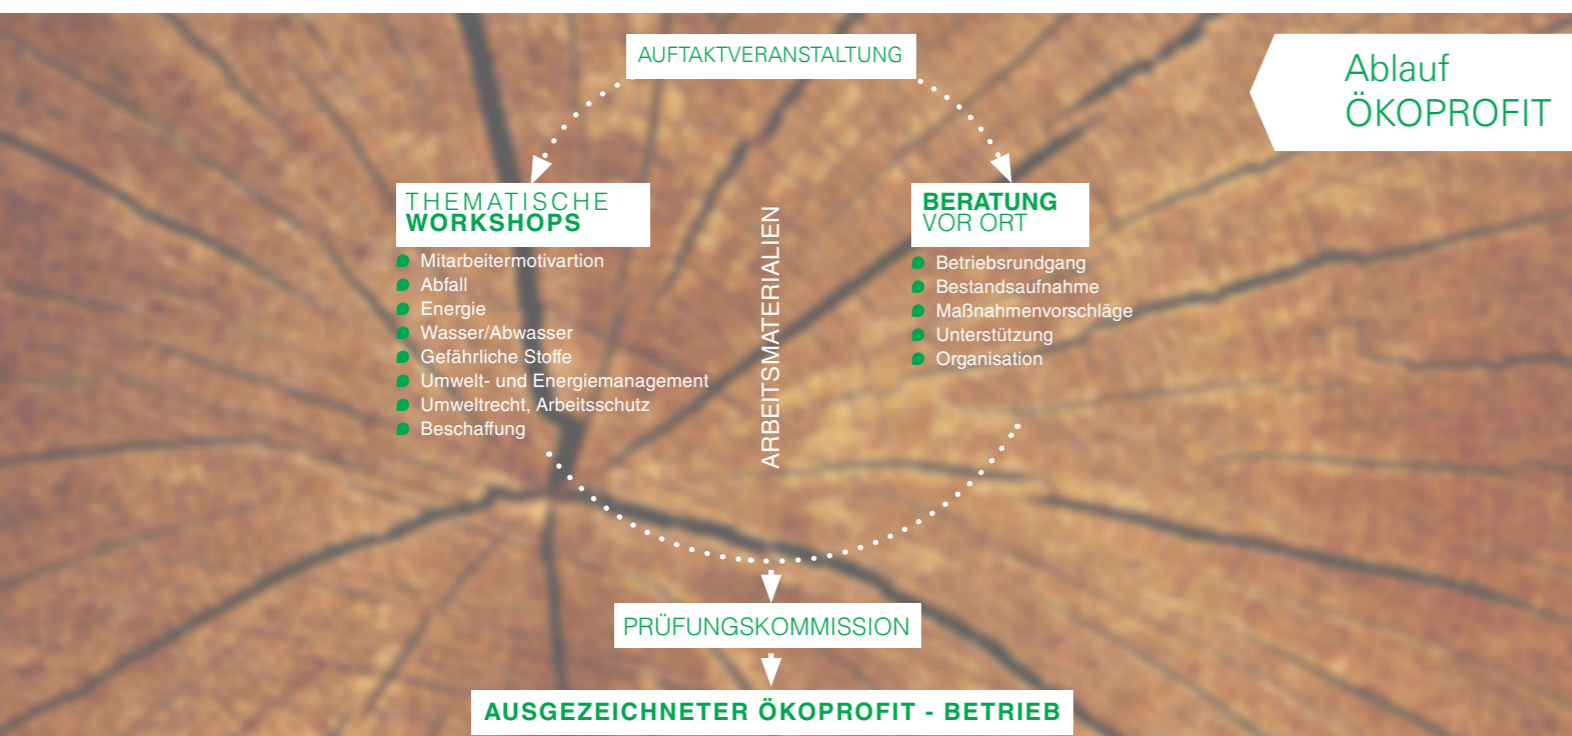 AUFTAKTVERANSTALTUNG
Ablauf
ÖKOPROFIT
THEMATISCHE
WORKSHOPS
Mitarbeitermotivartion
Abfall
Energie
Wasser/Abwasser
Gefährliche Stoffe
Umwelt- und Energiemanagement
Umweltrecht, Arbeitsschutz
Beschaffung
ARBEITSMATERIALIEN
BERATUNG
VOR ORT
Betriebsrundgang
Bestandsaufnahme
Maßnahmenvorschläge
Unterstützung
Organisation
PRÜFUNGSKOMMISSION
AUSGEZEICHNETER ÖKOPROFIT - BETRIEB